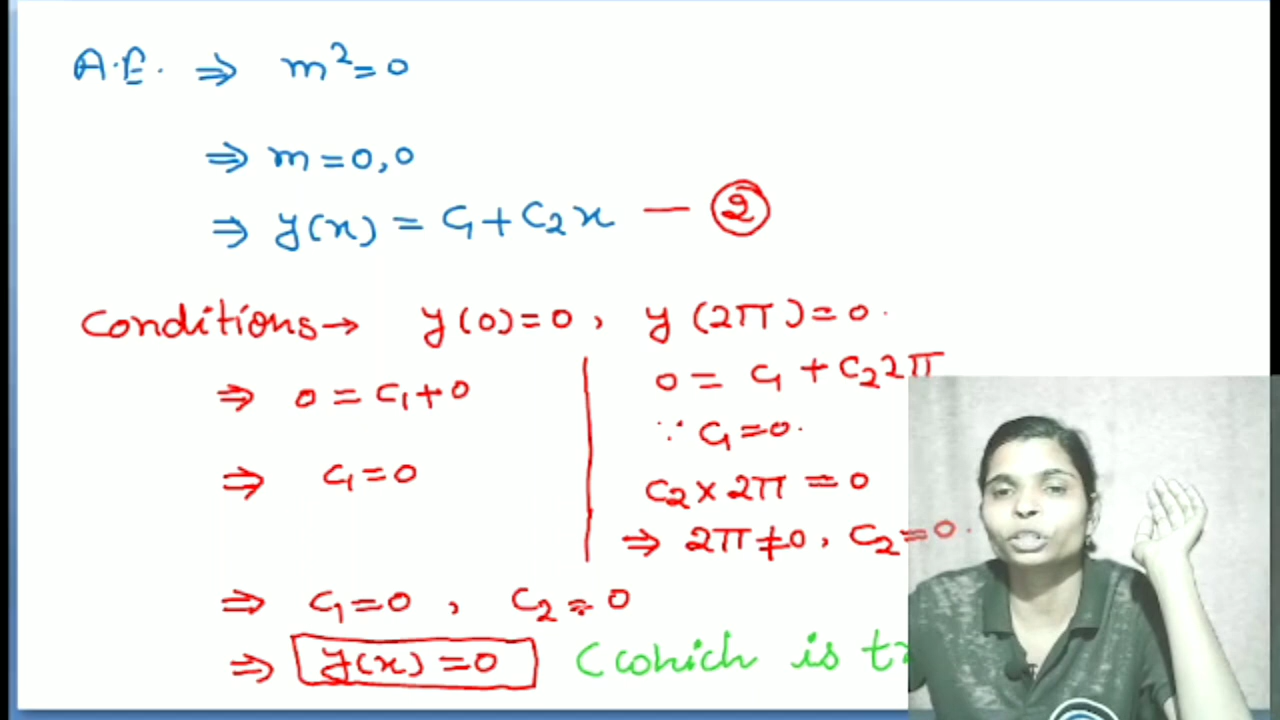 A.E. ⇒ m²=0
⇒ m=0,0
⇒ y(x) = C₁+C₂x — ②
Conditions→ y(0)=0, y(2π)=0.
⇒ 0 = C₁+0
⇒ C₁=0
0 = C₁ + C₂2π
∵ C₁=0.
C₂×2π = 0
⇒ 2π≠0, C₂=0.
⇒ C₁=0, C₂=0
⇒ y(x)=0 (which is